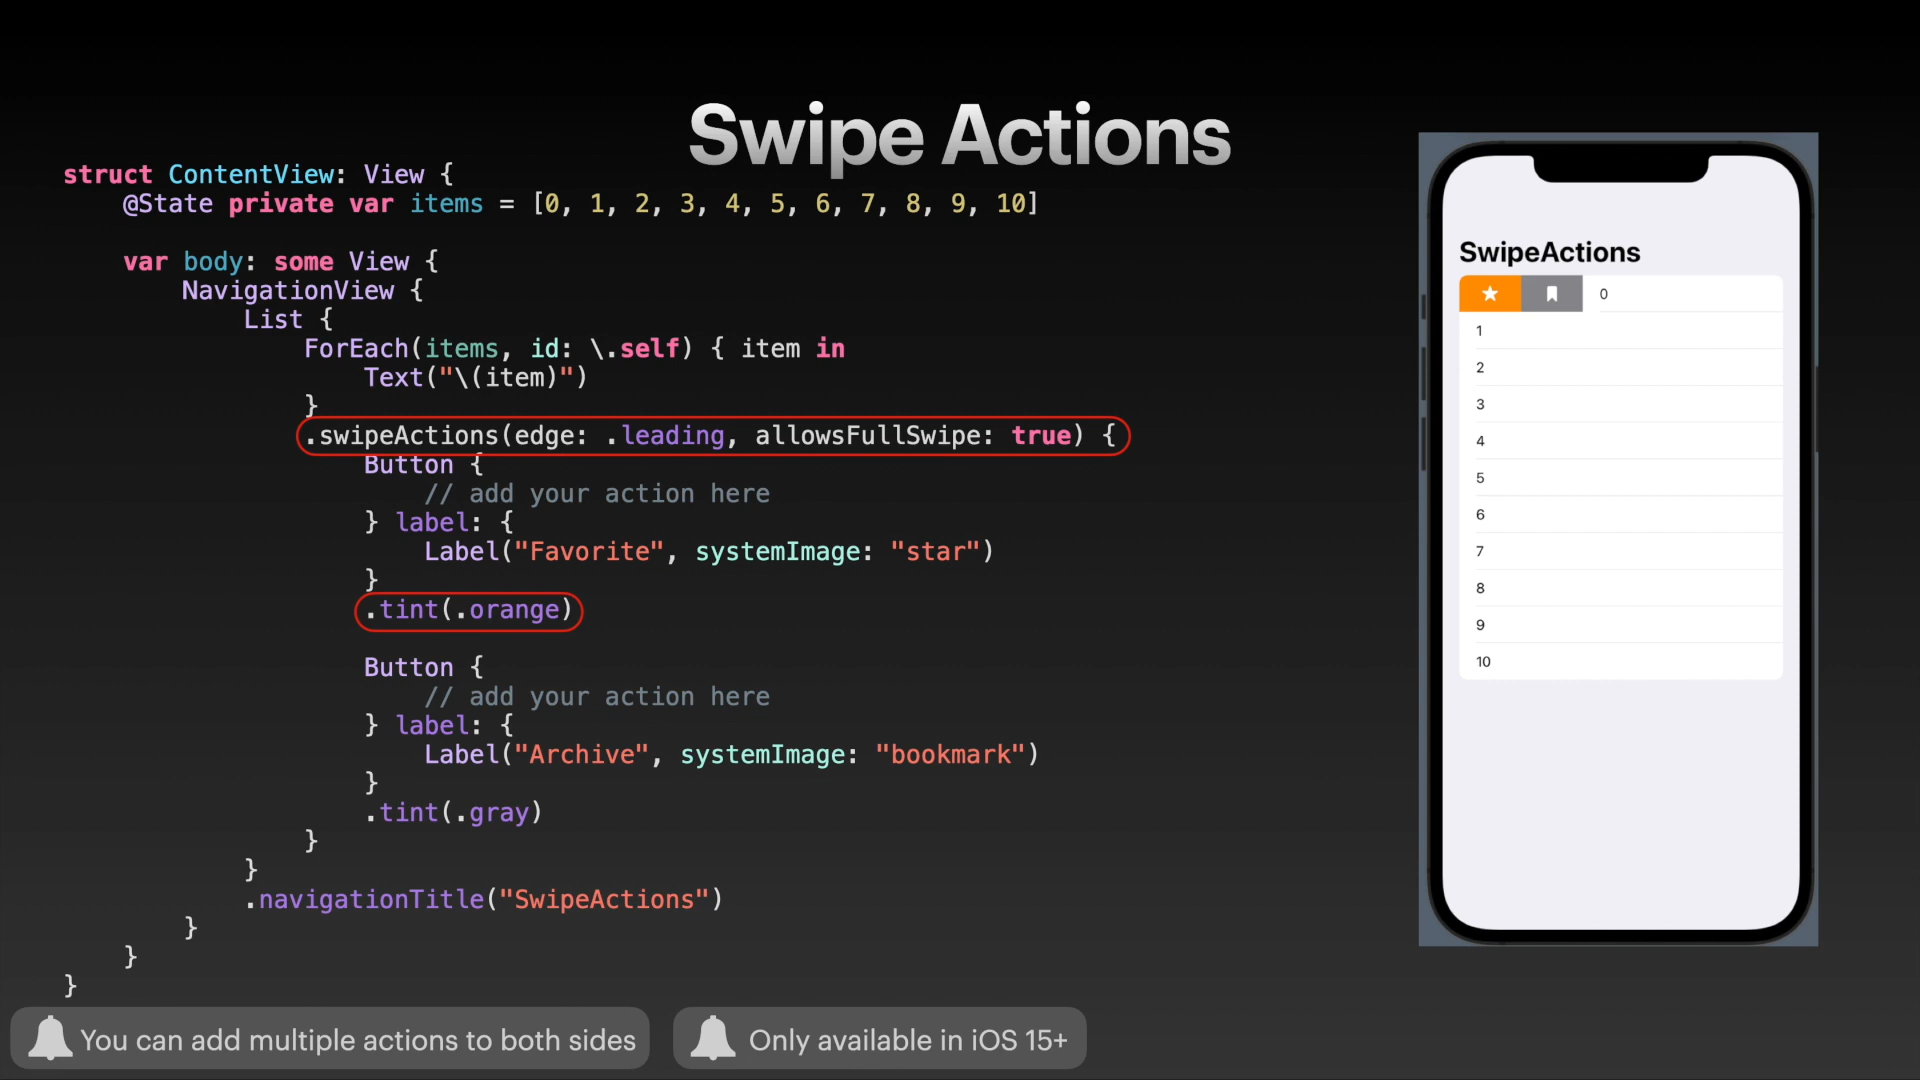 Swipe Actions
struct ContentView: View {
    @State private var items = [0, 1, 2, 3, 4, 5, 6, 7, 8, 9, 10]

    var body: some View {
        NavigationView {
            List {
                ForEach(items, id: \.self) { item in
                    Text("\(item)")
                }
                .swipeActions(edge: .leading, allowsFullSwipe: true) {
                    Button {
                        // add your action here
                    } label: {
                        Label("Favorite", systemImage: "star")
                    }
                    .tint(.orange)

                    Button {
                        // add your action here
                    } label: {
                        Label("Archive", systemImage: "bookmark")
                    }
                    .tint(.gray)
                }
            }
            .navigationTitle("SwipeActions")
        }
    }
}
SwipeActions
0
1
2
3
4
5
6
7
8
9
10
You can add multiple actions to both sides
Only available in iOS 15+